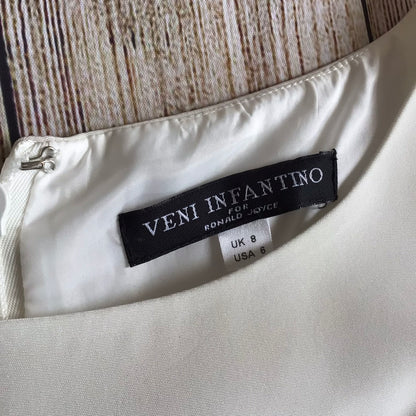 VENI INFANTINO
FOR
RONALD JOYCE
UK 8
USA 6